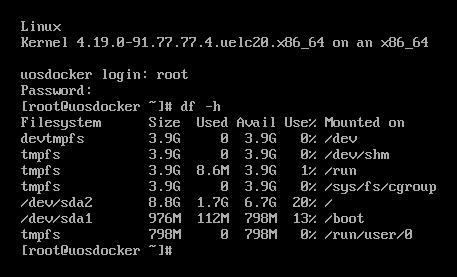 Linux
Kernel 4.19.0-91.77.77.4.uelc20.x86_64 on an x86_64
uosdocker login: root
Password:
[root@uosdocker ~]# df -h
Filesystem      Size  Used Avail Use% Mounted on
devtmpfs        3.9G     0  3.9G   0% /dev
tmpfs           3.9G     0  3.9G   0% /dev/shm
tmpfs           3.9G  8.6M  3.9G   1% /run
tmpfs           3.9G     0  3.9G   0% /sys/fs/cgroup
/dev/sda2       8.8G  1.7G  6.7G  20% /
/dev/sda1       976M  112M  798M  13% /boot
tmpfs           798M     0  798M   0% /run/user/0
[root@uosdocker ~]#